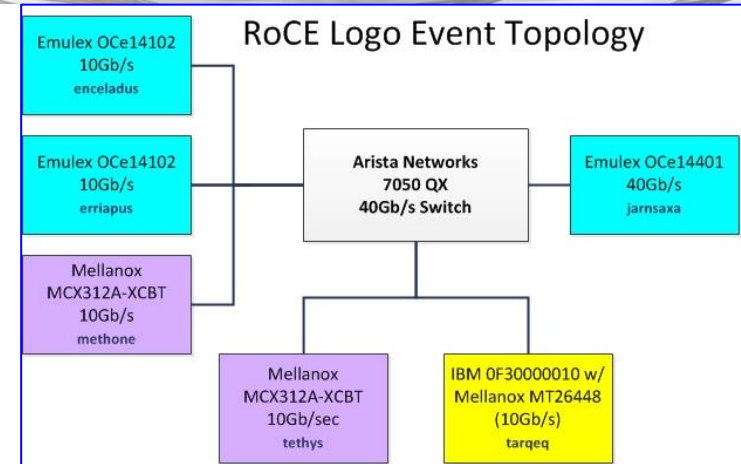 RoCE Logo Event Topology
Emulex OCe14102
10Gb/s
enceladus
Emulex OCe14102
10Gb/s
erriapus
Mellanox
MCX312A-XCBT
10Gb/s
methone
Arista Networks
7050 QX
40Gb/s Switch
Emulex OCe14401
40Gb/s
jarnsaxa
Mellanox
MCX312A-XCBT
10Gb/sec
tethys
IBM 0F30000010 w/
Mellanox MT26448
(10Gb/s)
tarqeq